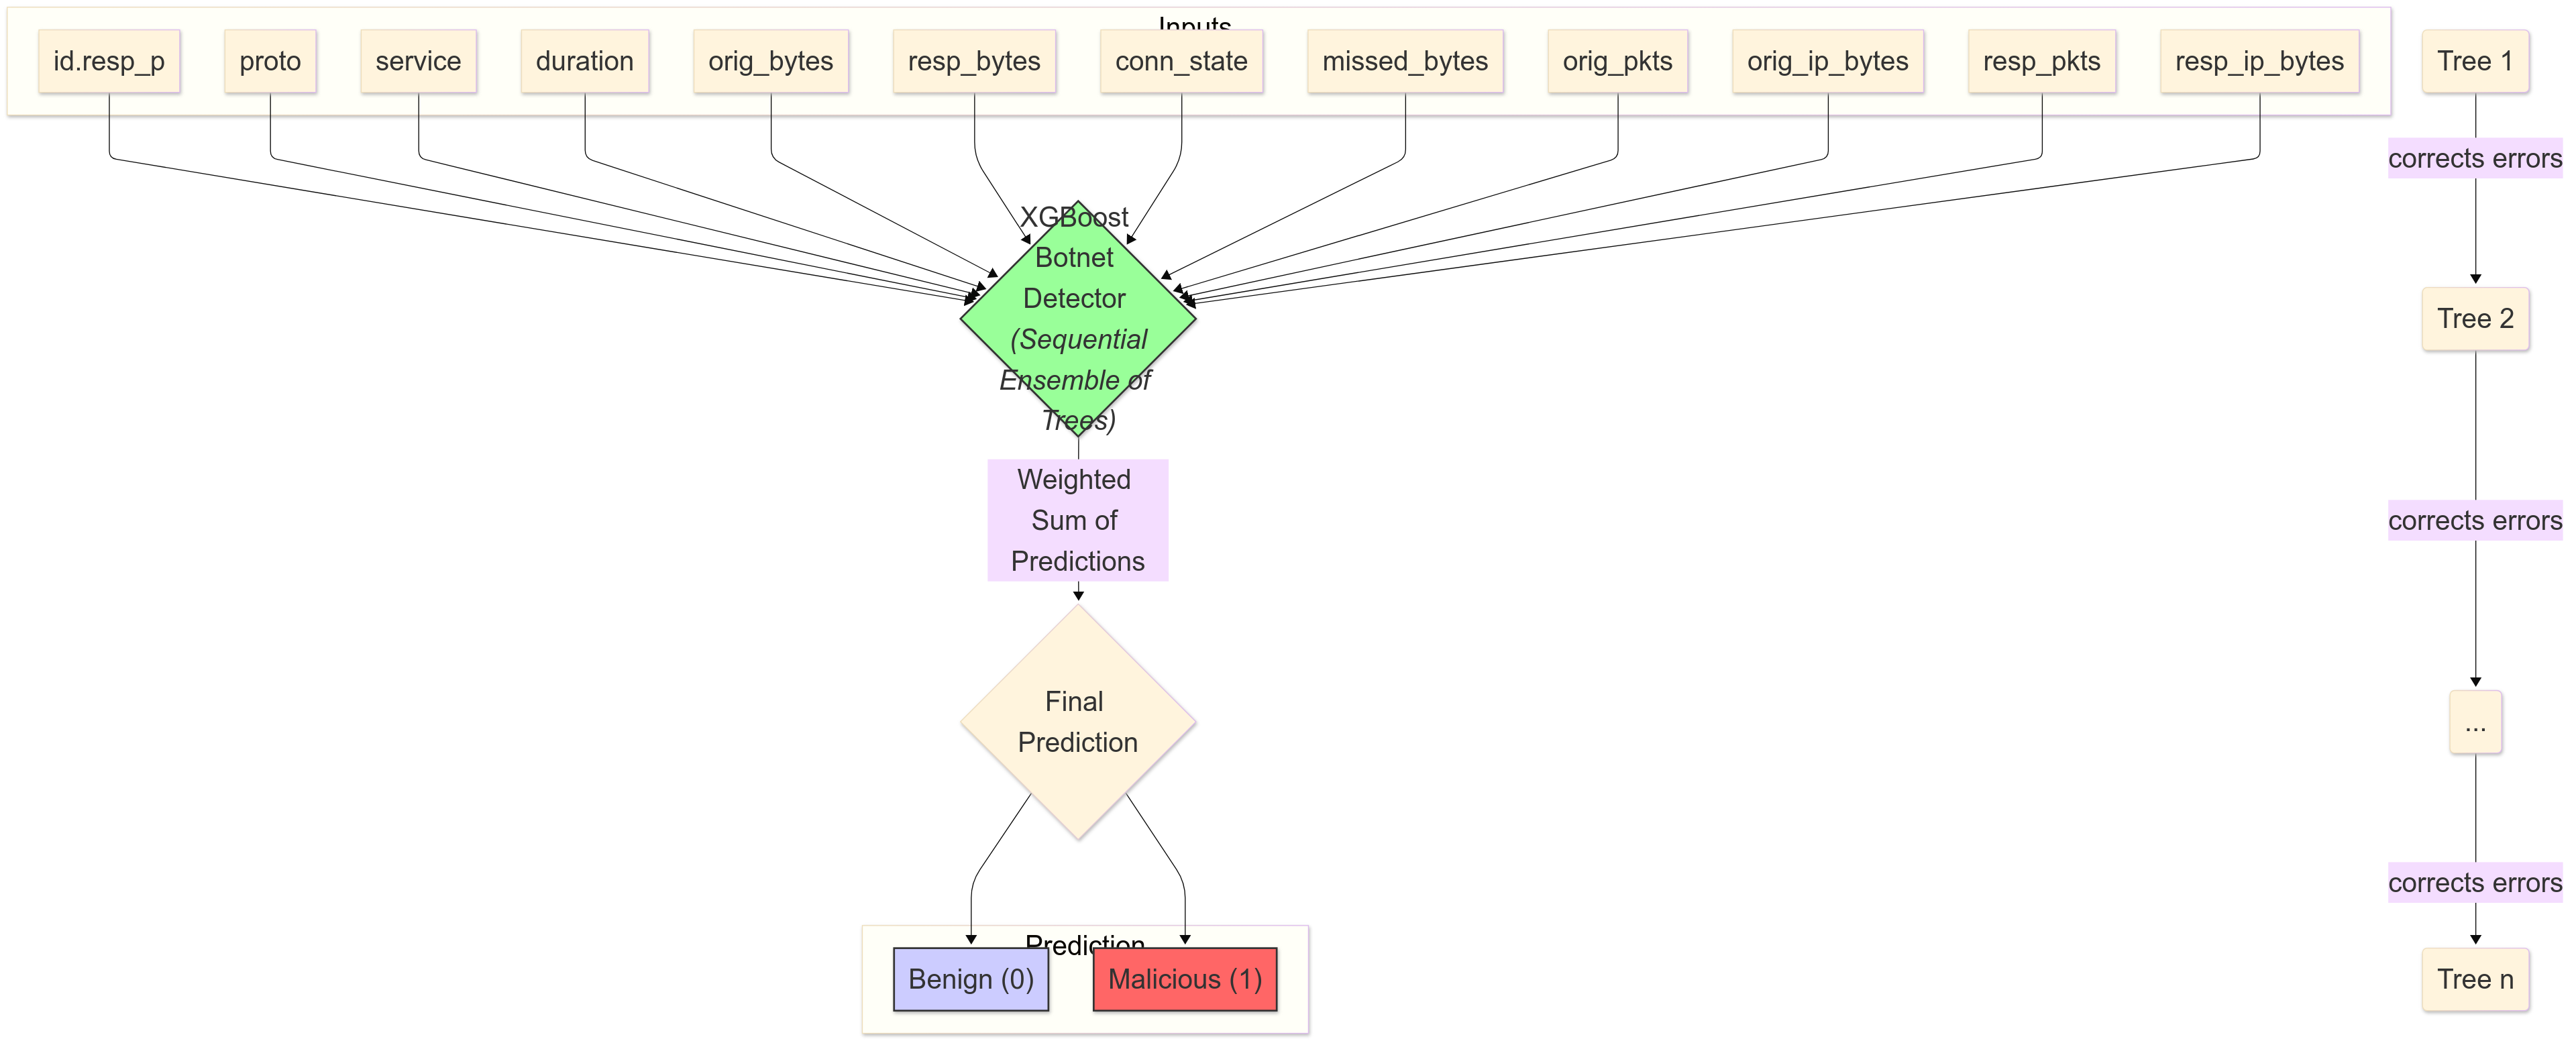 Inputs
id.resp_p
proto
service
duration
orig_bytes
resp_bytes
conn_state
missed_bytes
orig_pkts
orig_ip_bytes
resp_pkts
resp_ip_bytes
Tree 1
corrects errors
XGBoost
Botnet
Detector
(Sequential
Ensemble of
Trees)
Tree 2
Weighted
Sum of
Predictions
corrects errors
Final
Prediction
...
corrects errors
Prediction
Benign (0)
Malicious (1)
Tree n